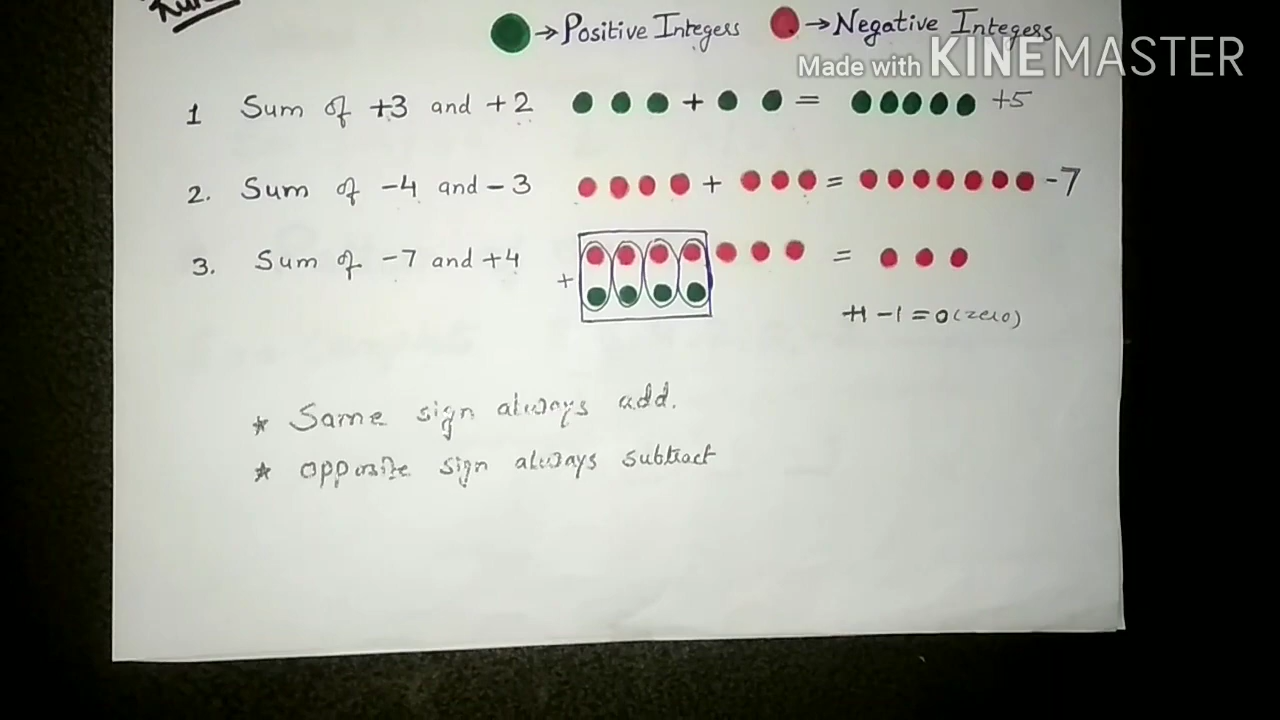 → Positive Integers → Negative Integers
Made with KINEMASTER
1 Sum of +3 and +2 + = +5
2. Sum of -4 and -3 + = -7
3. Sum of -7 and +4 + =
+1 -1 = 0 (zero)
* Same sign always add.
* opposite sign always subtract